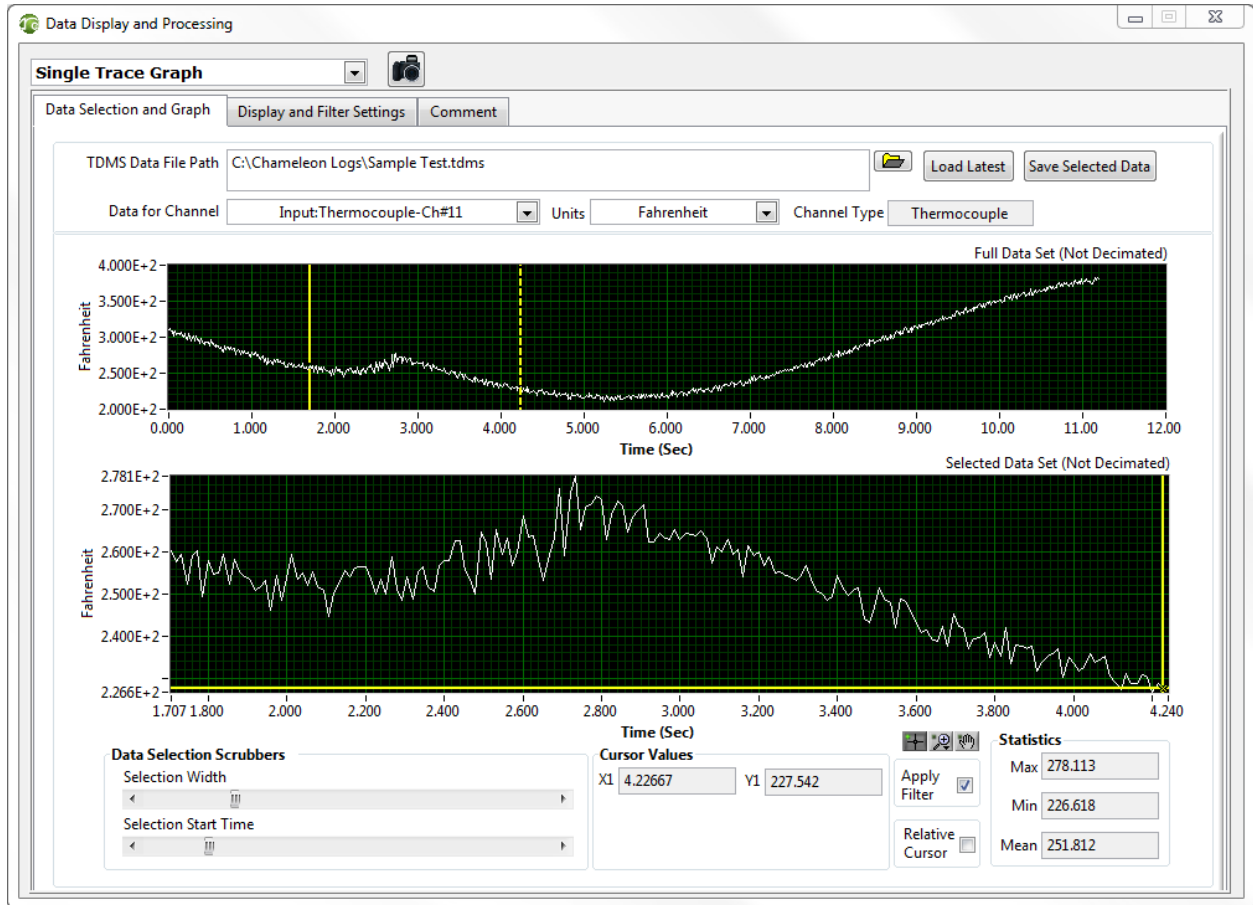 Data Display and Processing
Single Trace Graph
Data Selection and Graph Display and Filter Settings Comment
TDMS Data File Path C:\Chameleon Logs\Sample Test.tdms Load Latest Save Selected Data
Data for Channel Input:Thermocouple-Ch#11 Units Fahrenheit Channel Type Thermocouple
Full Data Set (Not Decimated)
4.000E+2
3.500E+2
3.000E+2
2.500E+2
2.000E+2
Fahrenheit
0.000 1.000 2.000 3.000 4.000 5.000 6.000 7.000 8.000 9.000 10.00 11.00 12.00
Time (Sec)
Selected Data Set (Not Decimated)
2.781E+2
2.700E+2
2.600E+2
2.500E+2
2.400E+2
2.266E+2
Fahrenheit
1.707 1.800 2.000 2.200 2.400 2.600 2.800 3.000 3.200 3.400 3.600 3.800 4.000 4.240
Time (Sec)
Data Selection Scrubbers
Selection Width
Selection Start Time
Cursor Values
X1 4.22667 Y1 227.542
Apply
Filter
Relative
Cursor
Statistics
Max 278.113
Min 226.618
Mean 251.812